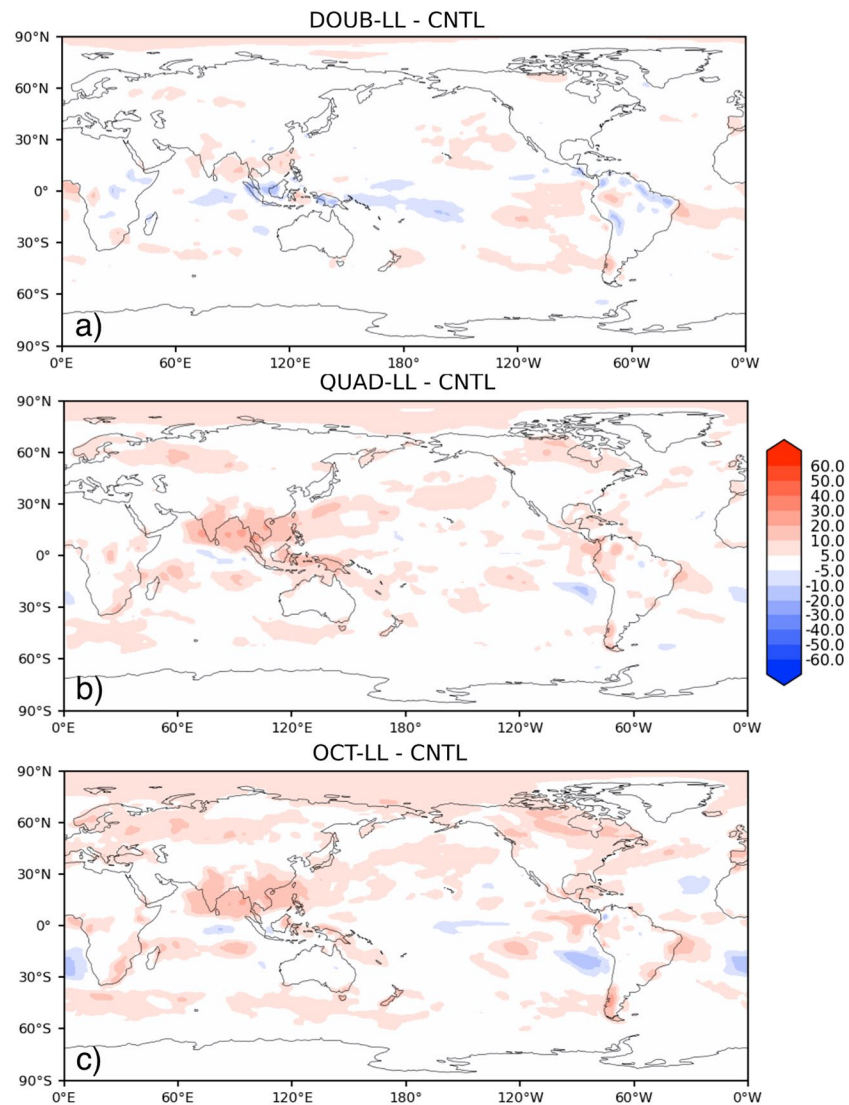 DOUB-LL - CNTL
90°N
60°N
30°N
0°
30°S
60°S
90°S
a)
0°E 60°E 120°E 180° 120°W 60°W 0°W
QUAD-LL - CNTL
90°N
60°N
30°N
0°
30°S
60°S
90°S
b)
0°E 60°E 120°E 180° 120°W 60°W 0°W
60.0
50.0
40.0
30.0
20.0
10.0
5.0
-5.0
-10.0
-20.0
-30.0
-40.0
-50.0
-60.0
OCT-LL - CNTL
90°N
60°N
30°N
0°
30°S
60°S
90°S
c)
0°E 60°E 120°E 180° 120°W 60°W 0°W